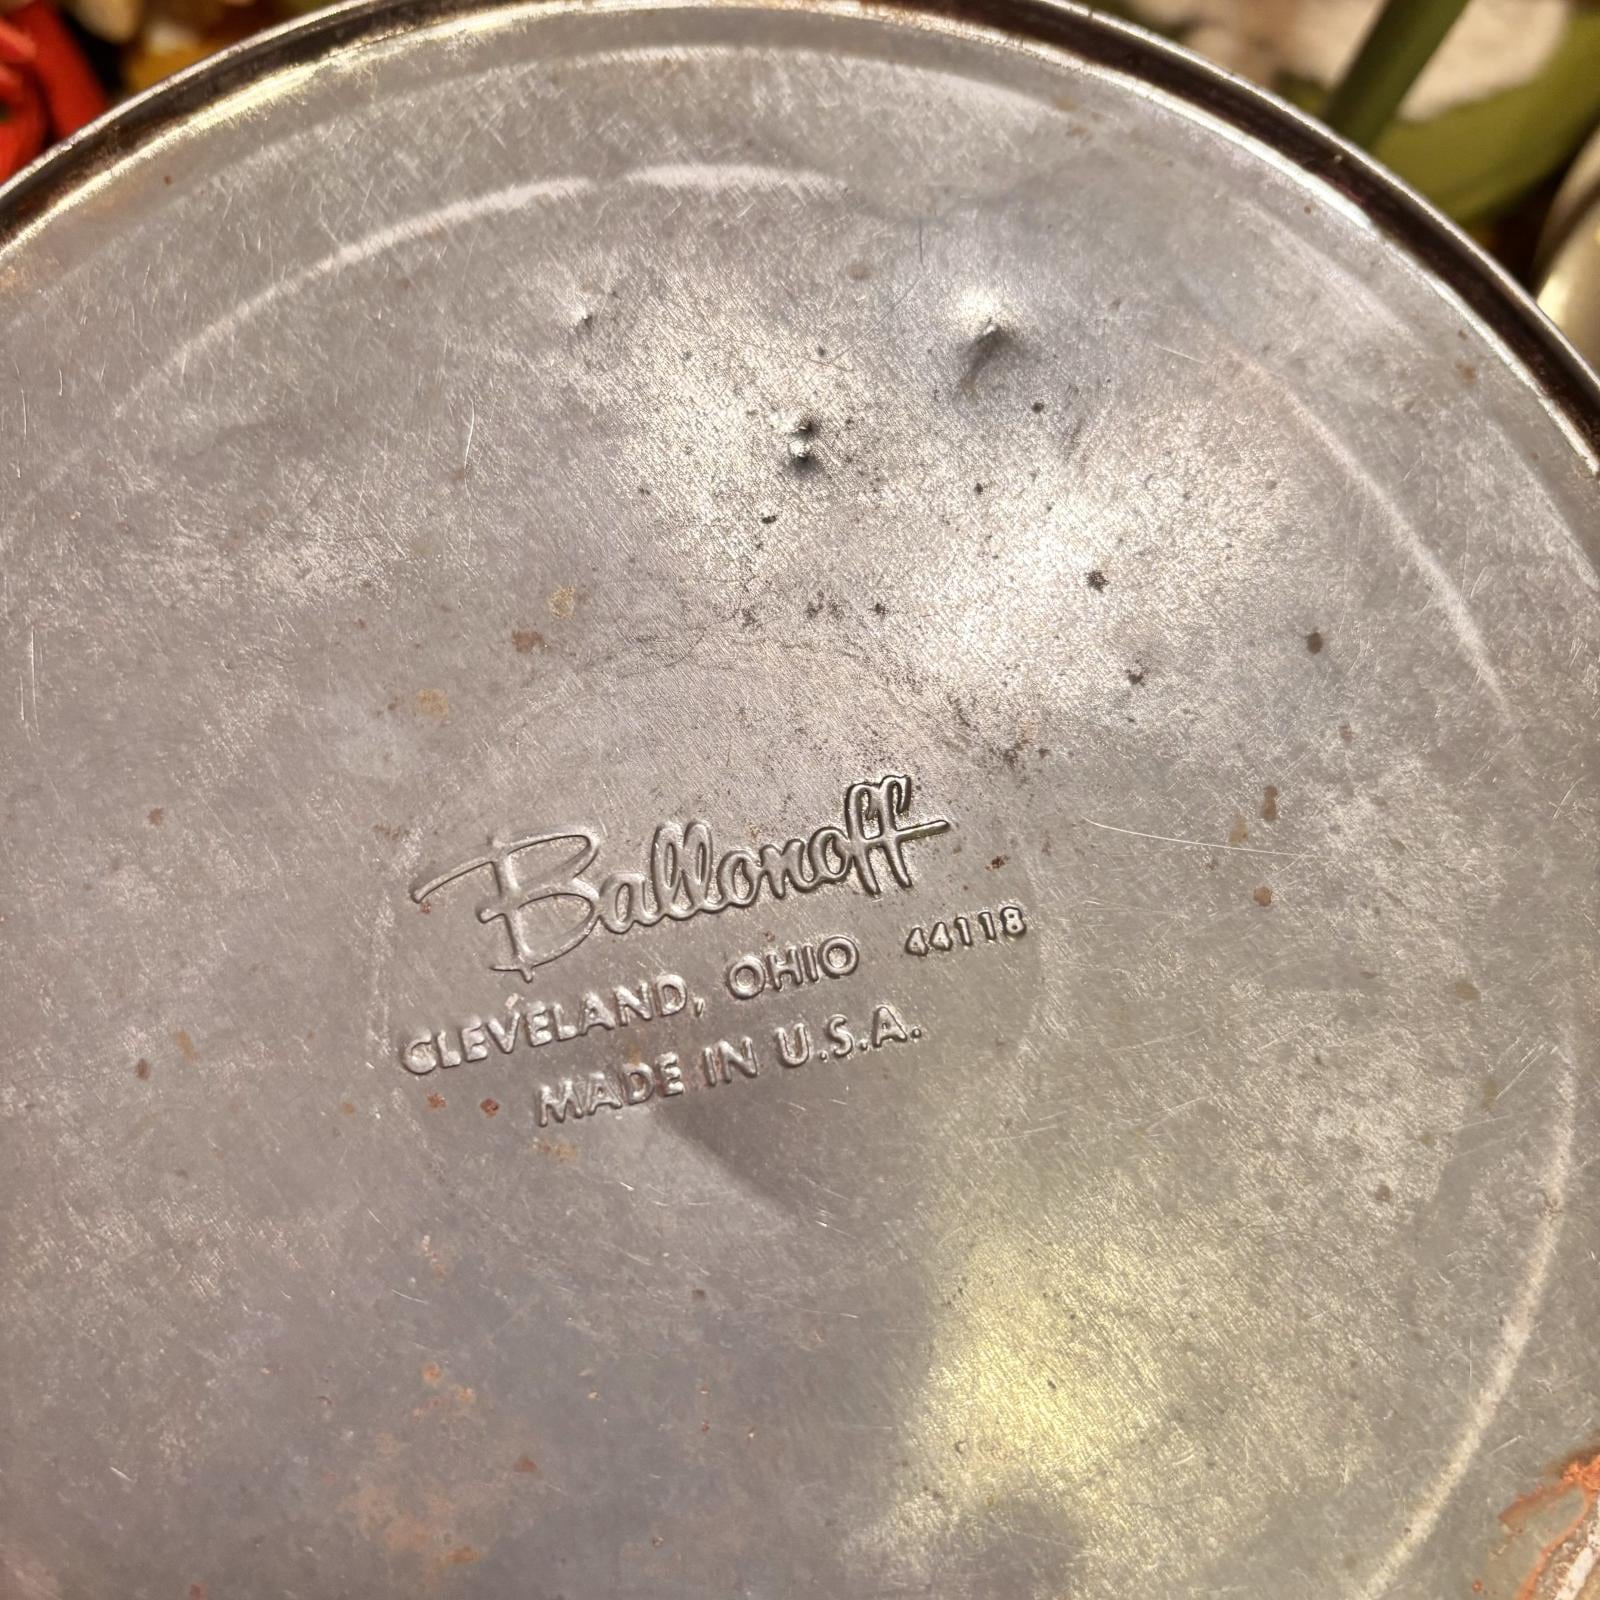 Ballonoff
CLEVELAND, OHIO 44118
MADE IN U.S.A.